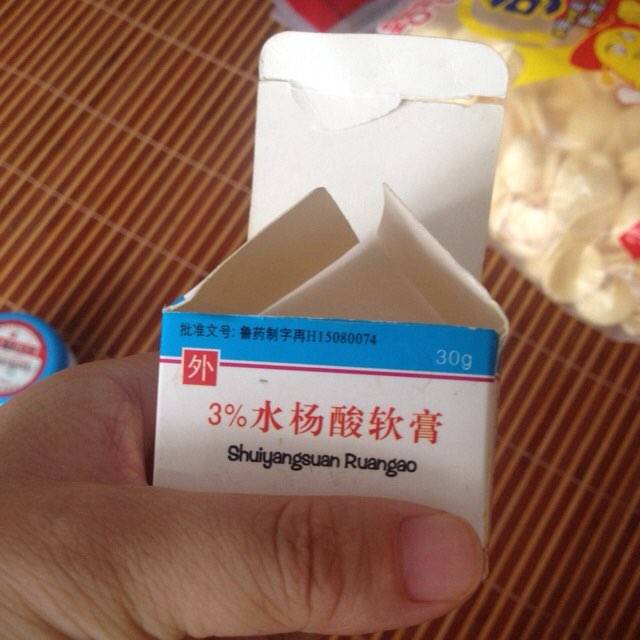 批准文号: 鲁药制字再H15080074
30g
外
3%水杨酸软膏
Shuiyangsuan Ruangao